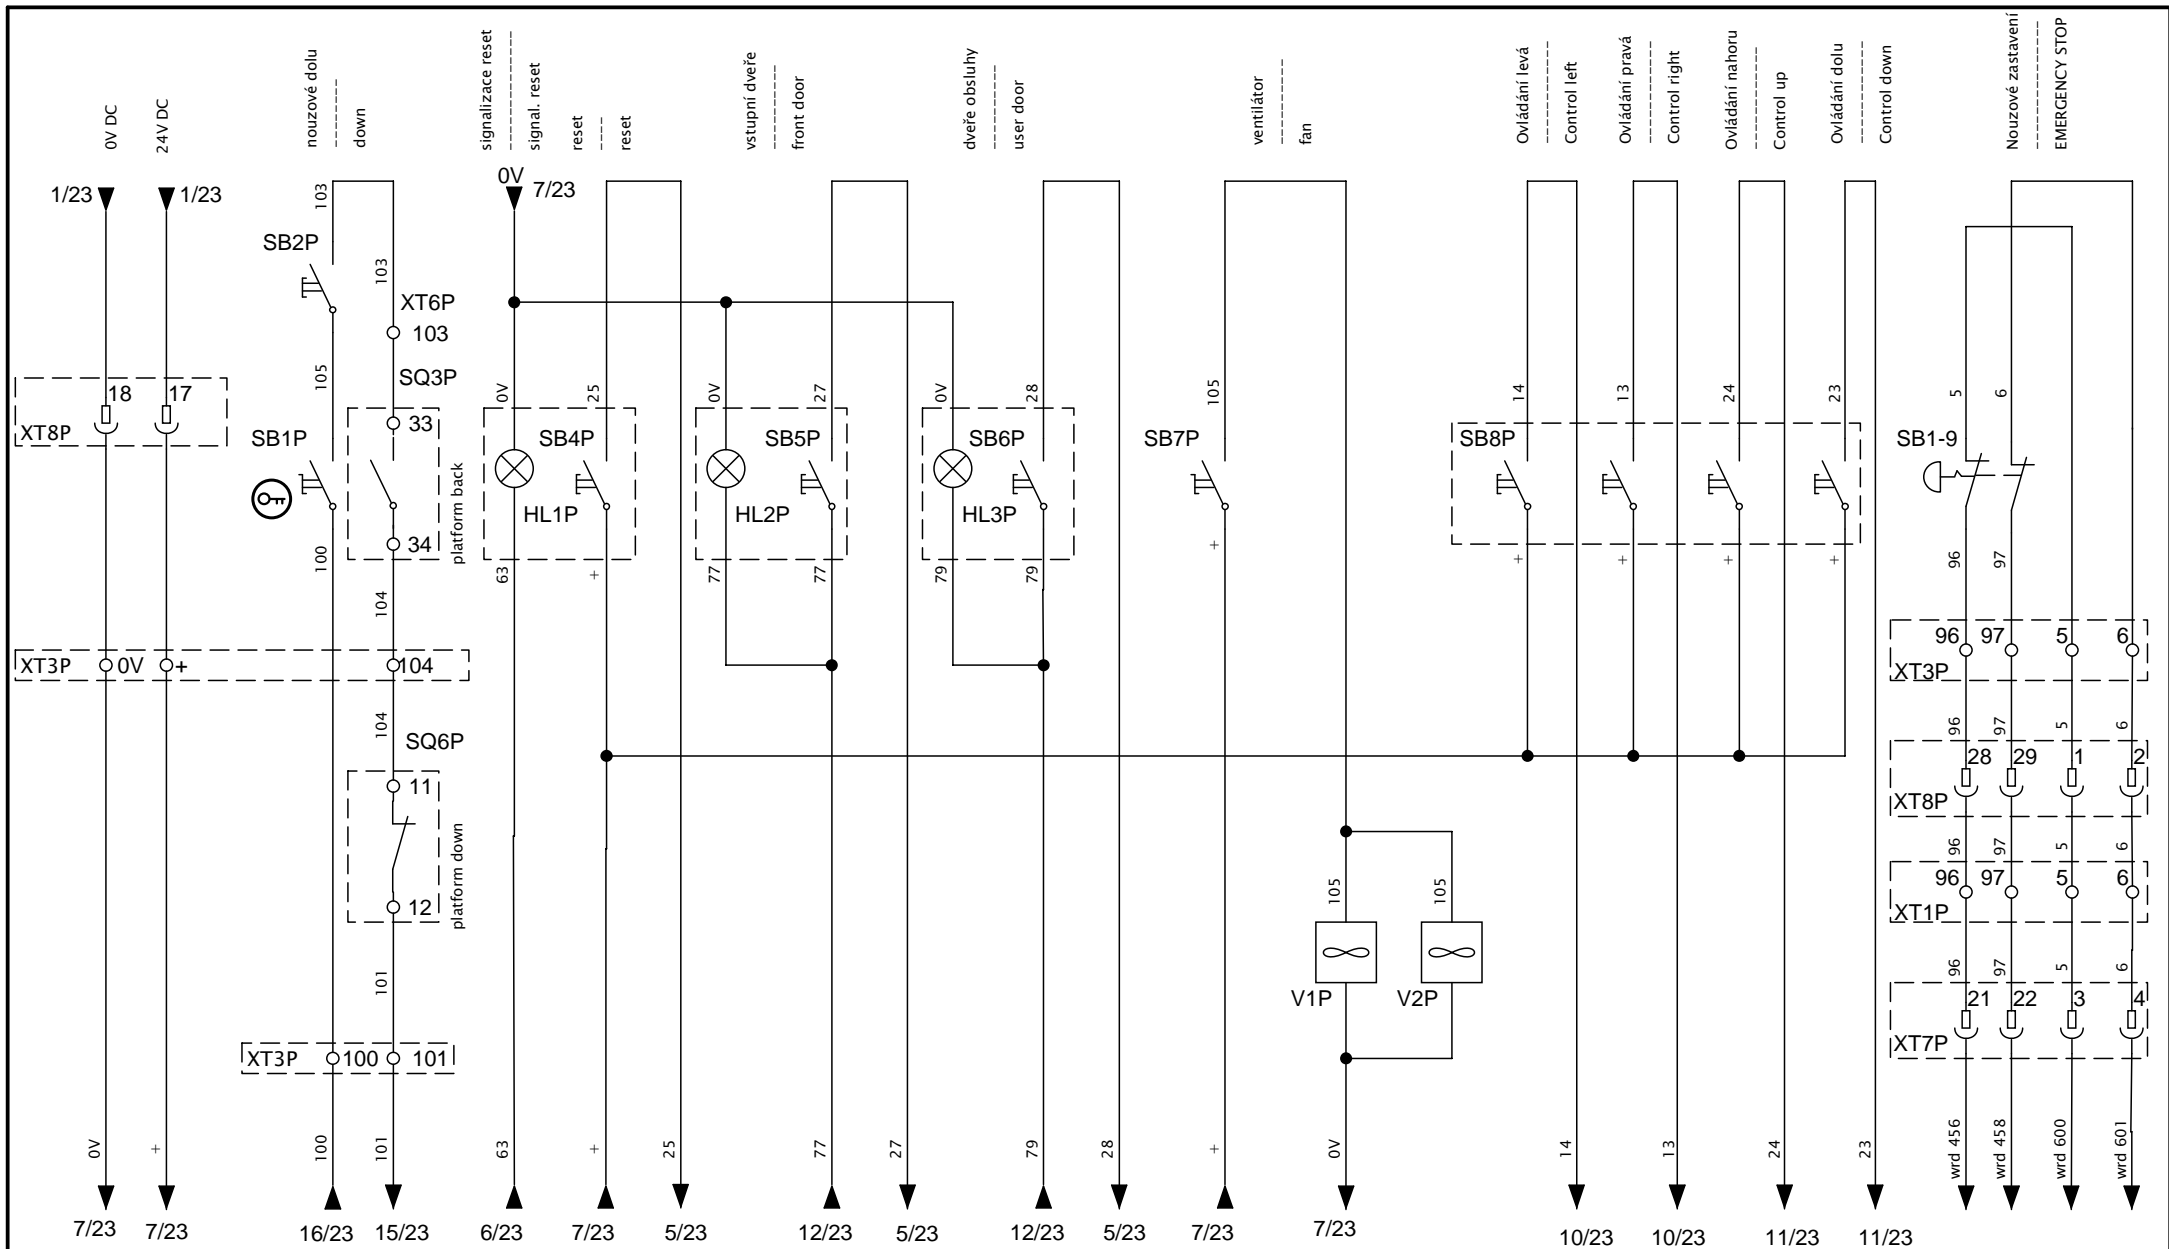 0V DC
24V DC
nouzové dolu
down
signalizace reset
signal. reset
reset
reset
vstupní dveře
front door
dveře obsluhy
user door
ventilátor
fan
Ovládání levá
Control left
Ovládání pravá
Control right
Ovládání nahoru
Control up
Ovládání dolu
Control down
Nouzové zastavení
EMERGENCY STOP
1/23
1/23
103
0V
7/23
SB2P
103
XT6P
103
105
SQ3P
18
17
XT8P
0V
25
0V
27
0V
28
105
14
13
24
23
5
6
SB1P
33
SB4P
SB5P
SB6P
SB7P
SB8P
SB1-9
HL1P
HL2P
HL3P
34
platform back
100
63
+
77
77
79
79
+
+
+
+
+
96
97
104
XT3P
0V
+
104
96
97
5
6
XT3P
104
SQ6P
96
97
5
6
28
29
1
2
XT8P
11
12
platform down
96
97
5
6
96
97
5
6
XT1P
105
105
V1P
V2P
101
96
97
5
6
21
22
3
4
XT7P
XT3P
100
101
0V
+
100
101
63
+
25
77
27
79
28
+
0V
14
13
24
23
wrd 456
wrd 458
wrd 600
wrd 601
7/23
7/23
16/23
15/23
6/23
7/23
5/23
12/23
5/23
12/23
5/23
7/23
7/23
10/23
10/23
11/23
11/23